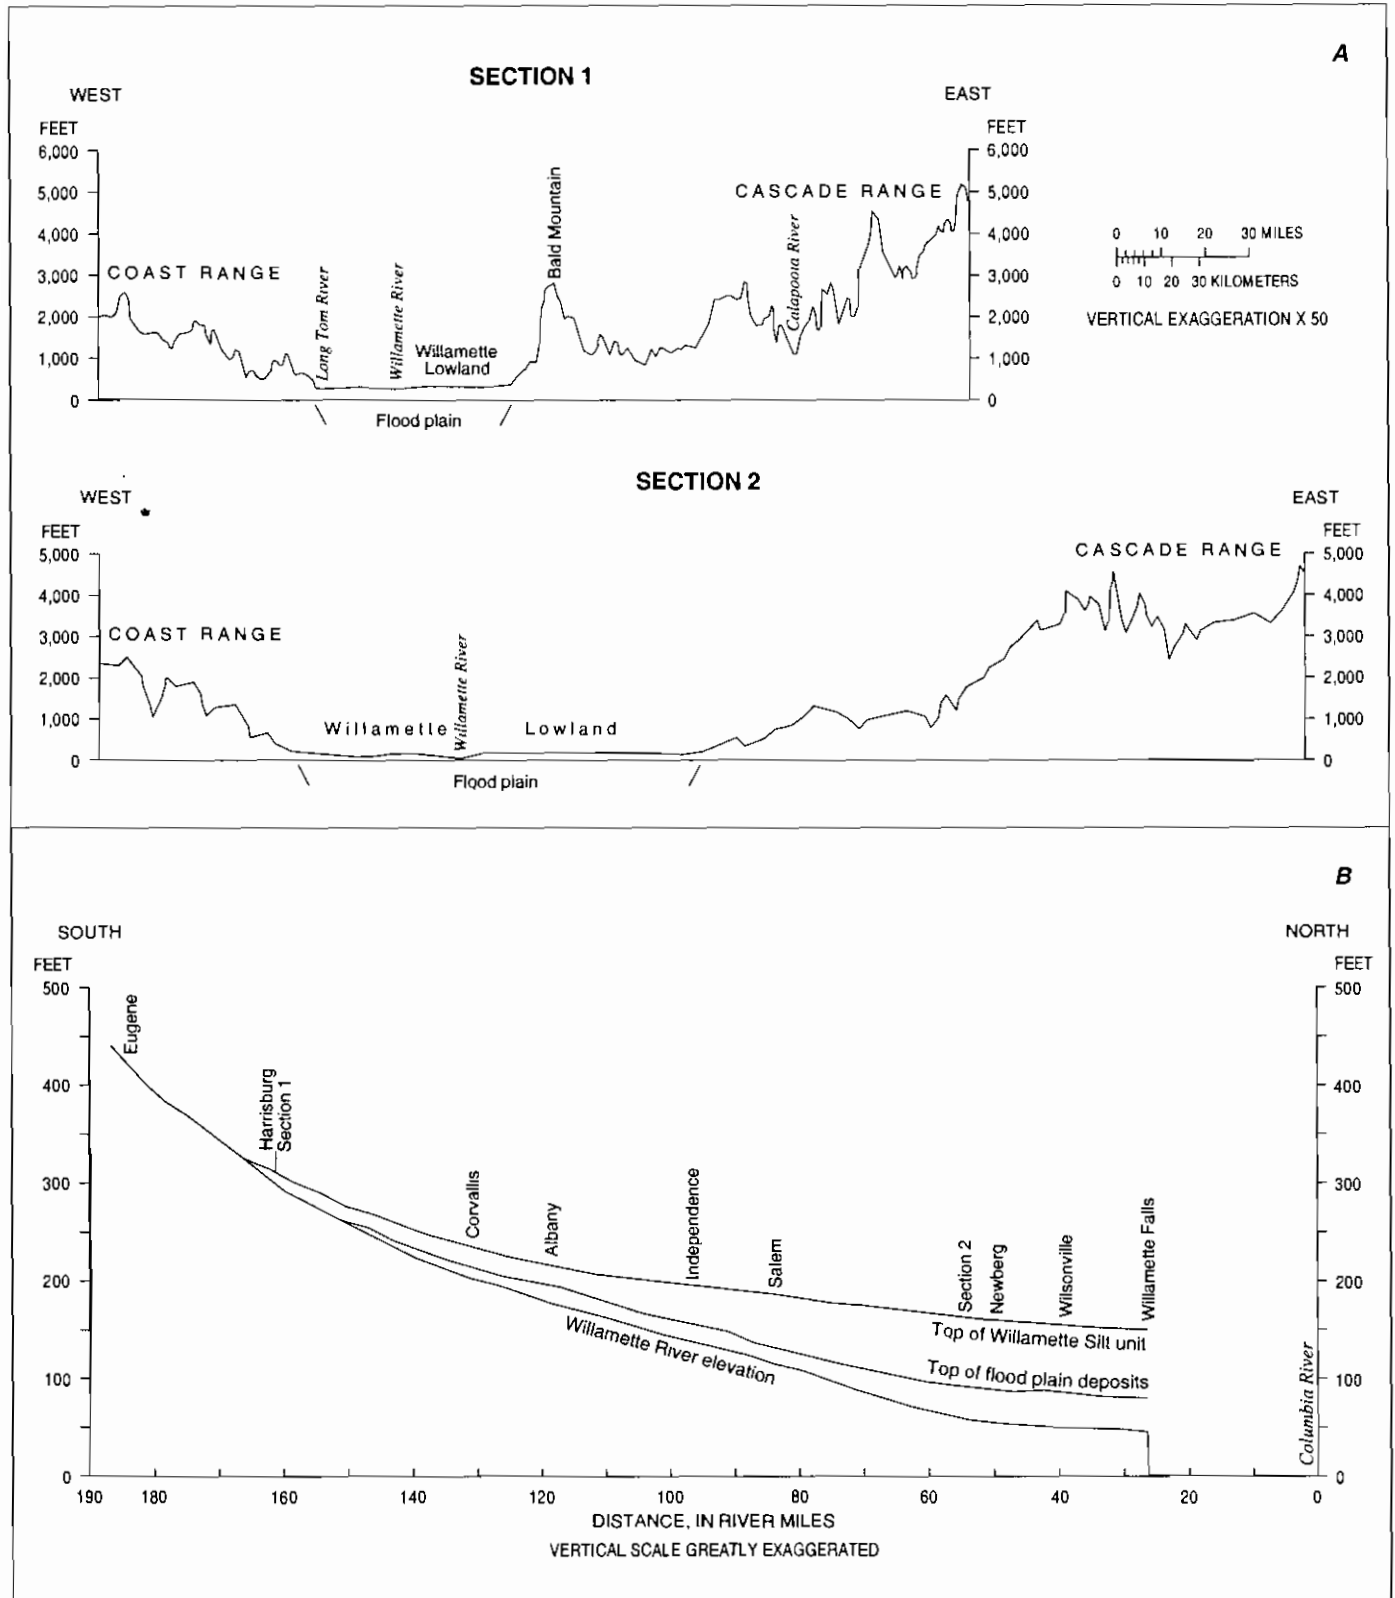 A
SECTION 1
WEST
EAST
FEET
FEET
6,000
5,000
4,000
3,000
2,000
1,000
0
6,000
5,000
4,000
3,000
2,000
1,000
0
COAST RANGE
Long Tom River
Willamette River
Willamette
Lowland
Bald Mountain
CASCADE RANGE
Calapooia River
Flood plain
0 10 20 30 MILES
0 10 20 30 KILOMETERS
VERTICAL EXAGGERATION X 50
SECTION 2
WEST
EAST
FEET
FEET
5,000
4,000
3,000
2,000
1,000
0
5,000
4,000
3,000
2,000
1,000
0
COAST RANGE
CASCADE RANGE
Willamette
Willamette River
Lowland
Flood plain
B
SOUTH
NORTH
FEET
FEET
500
400
300
200
100
0
500
400
300
200
100
0
Eugene
Harrisburg
Section 1
Corvallis
Albany
Independence
Salem
Section 2
Newberg
Wilsonville
Willamette Falls
Columbia River
Top of Willamette Silt unit
Top of flood plain deposits
Willamette River elevation
190 180 160 140 120 100 80 60 40 20 0
DISTANCE, IN RIVER MILES
VERTICAL SCALE GREATLY EXAGGERATED